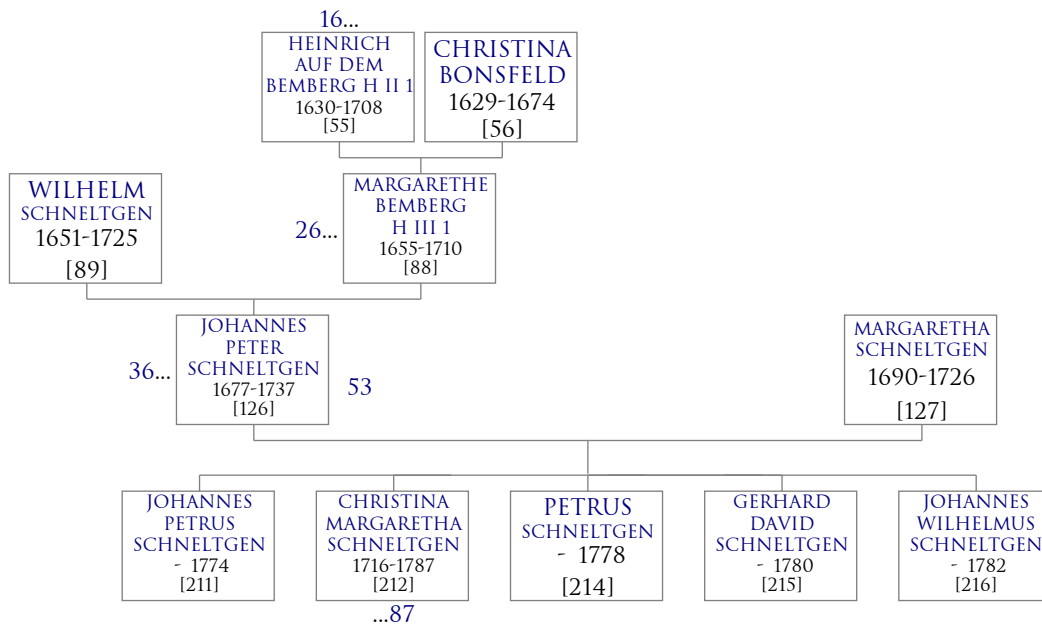 16...
HEINRICH
AUF DEM
BEMBERG H II 1
1630-1708
[55]
CHRISTINA
BONSFELD
1629-1674
[56]
WILHELM
SCHNELTGEN
1651-1725
[89]
26...
MARGARETHE
BEMBERG
H III 1
1655-1710
[88]
36...
JOHANNES
PETER
SCHNELTGEN
1677-1737
[126]
53
MARGARETHA
SCHNELTGEN
1690-1726
[127]
JOHANNES
PETRUS
SCHNELTGEN
- 1774
[211]
CHRISTINA
MARGARETHA
SCHNELTGEN
1716-1787
[212]
...87
PETRUS
SCHNELTGEN
- 1778
[214]
GERHARD
DAVID
SCHNELTGEN
- 1780
[215]
JOHANNES
WILHELMUS
SCHNELTGEN
- 1782
[216]